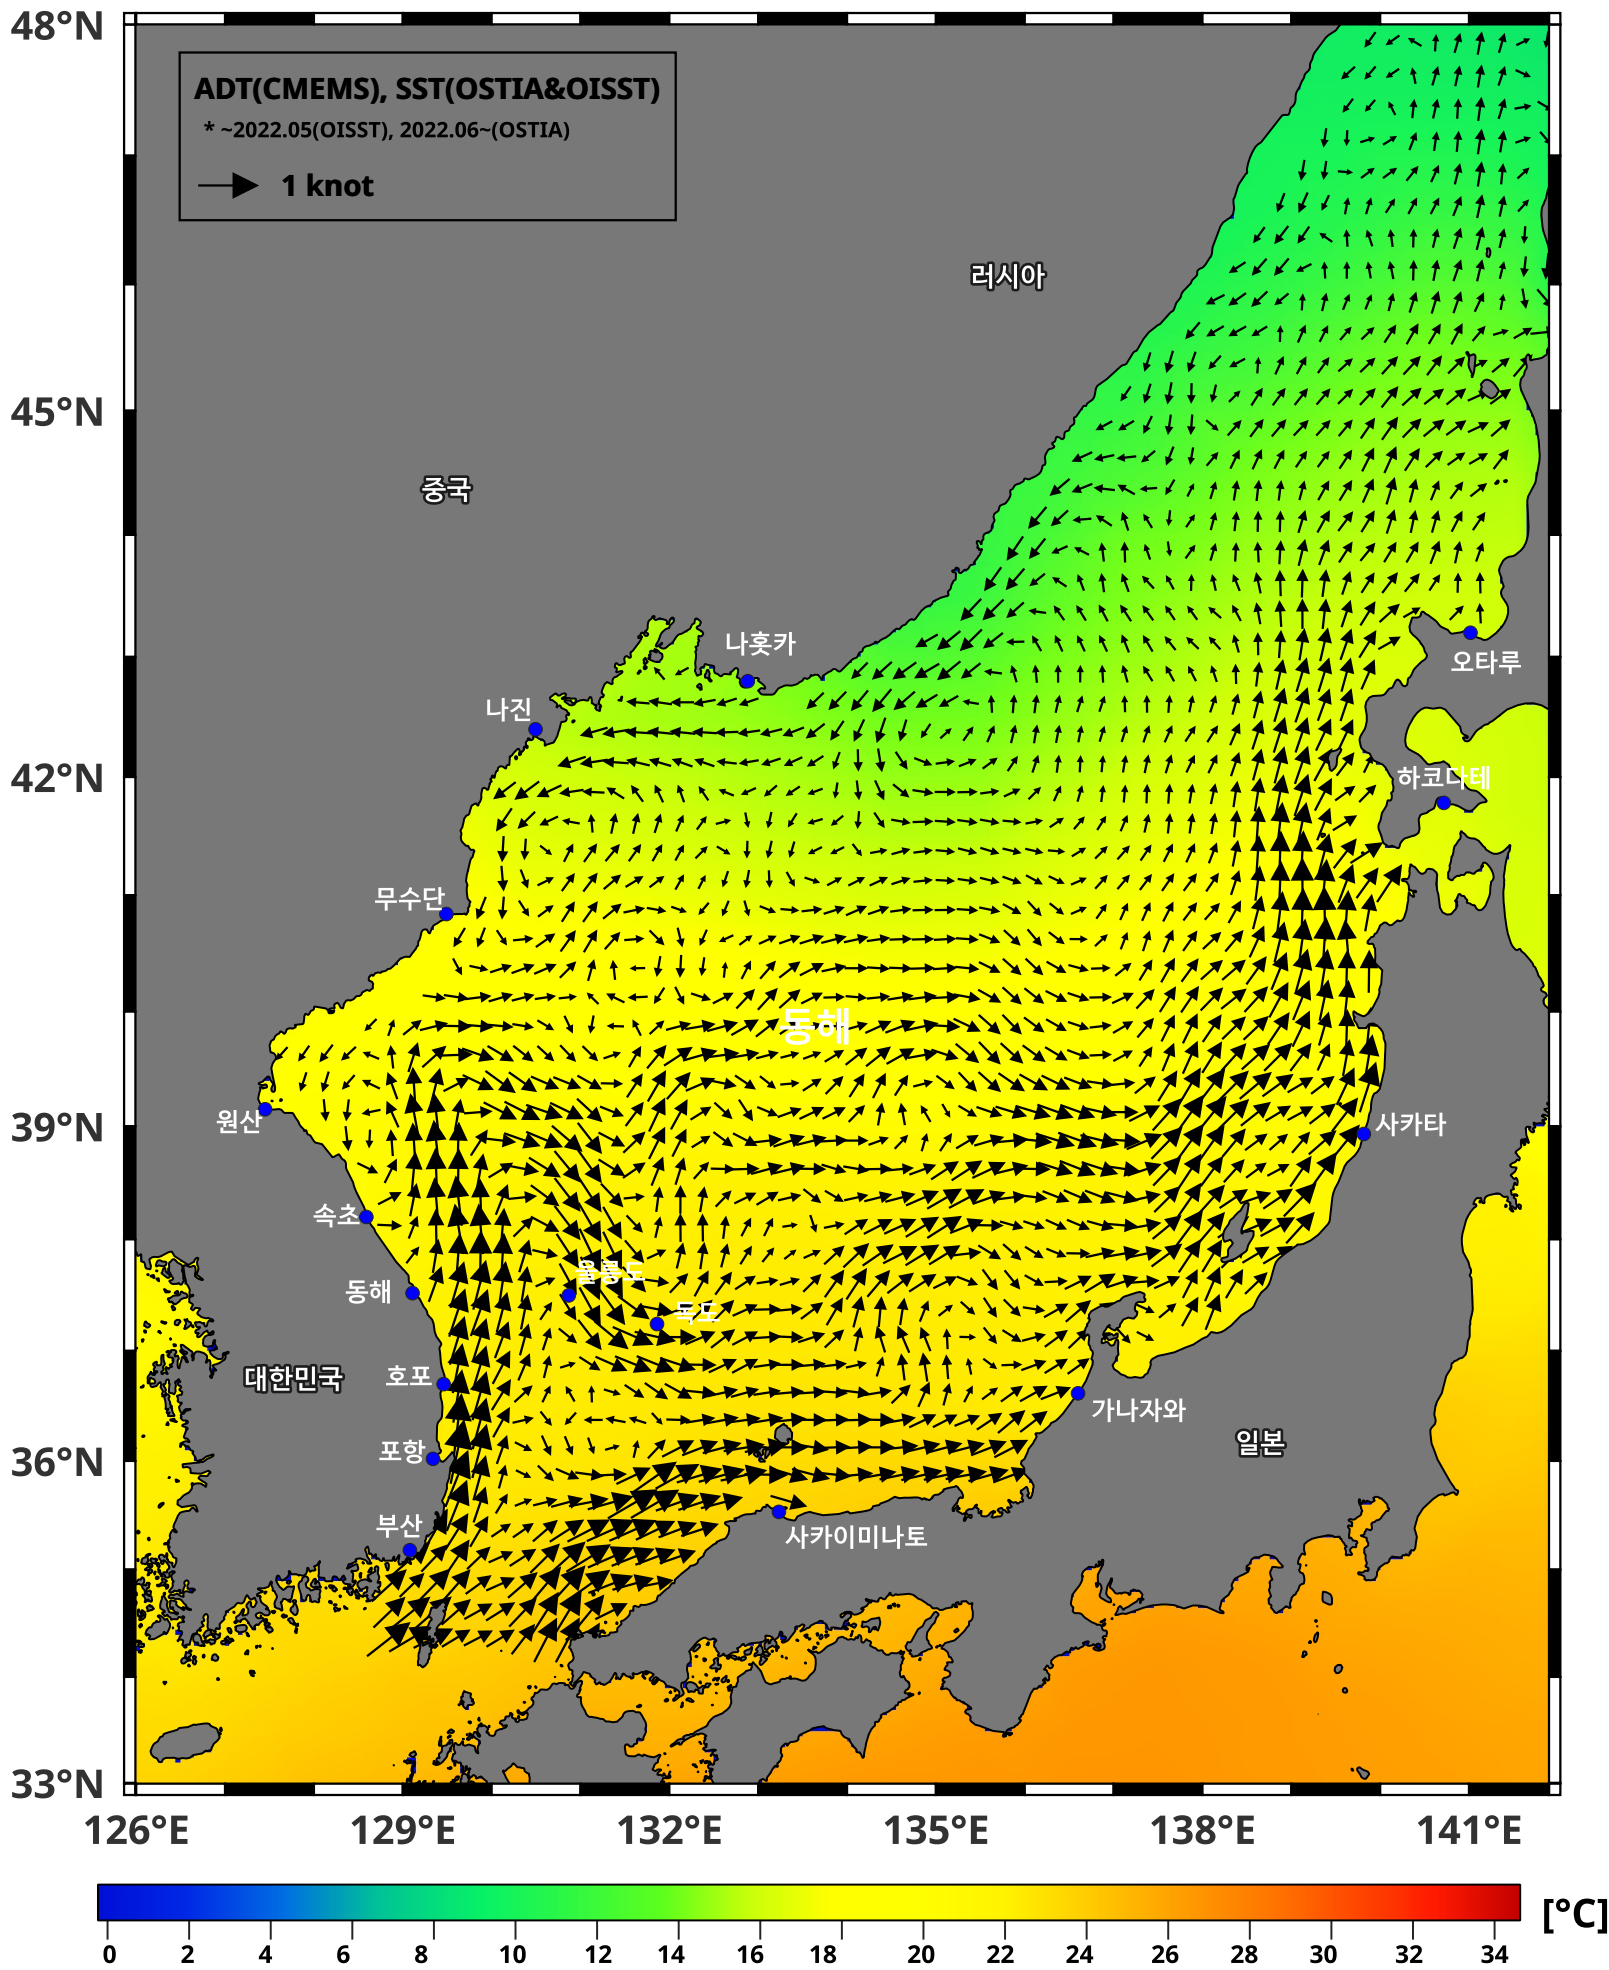 48°N
ADT(CMEMS), SST(OSTIA&OISST)
* ~2022.05(OISST), 2022.06~(OSTIA)
1 knot
러시아
45°N
중국
나홋카
오타루
나진
42°N
하코다테
무수단
동해
39°N
원산
사카타
속초
울릉도
동해
독도
대한민국
호포
가나자와
일본
포항
36°N
부산
사카이미나토
33°N
126°E 129°E 132°E 135°E 138°E 141°E
0 2 4 6 8 10 12 14 16 18 20 22 24 26 28 30 32 34
[°C]